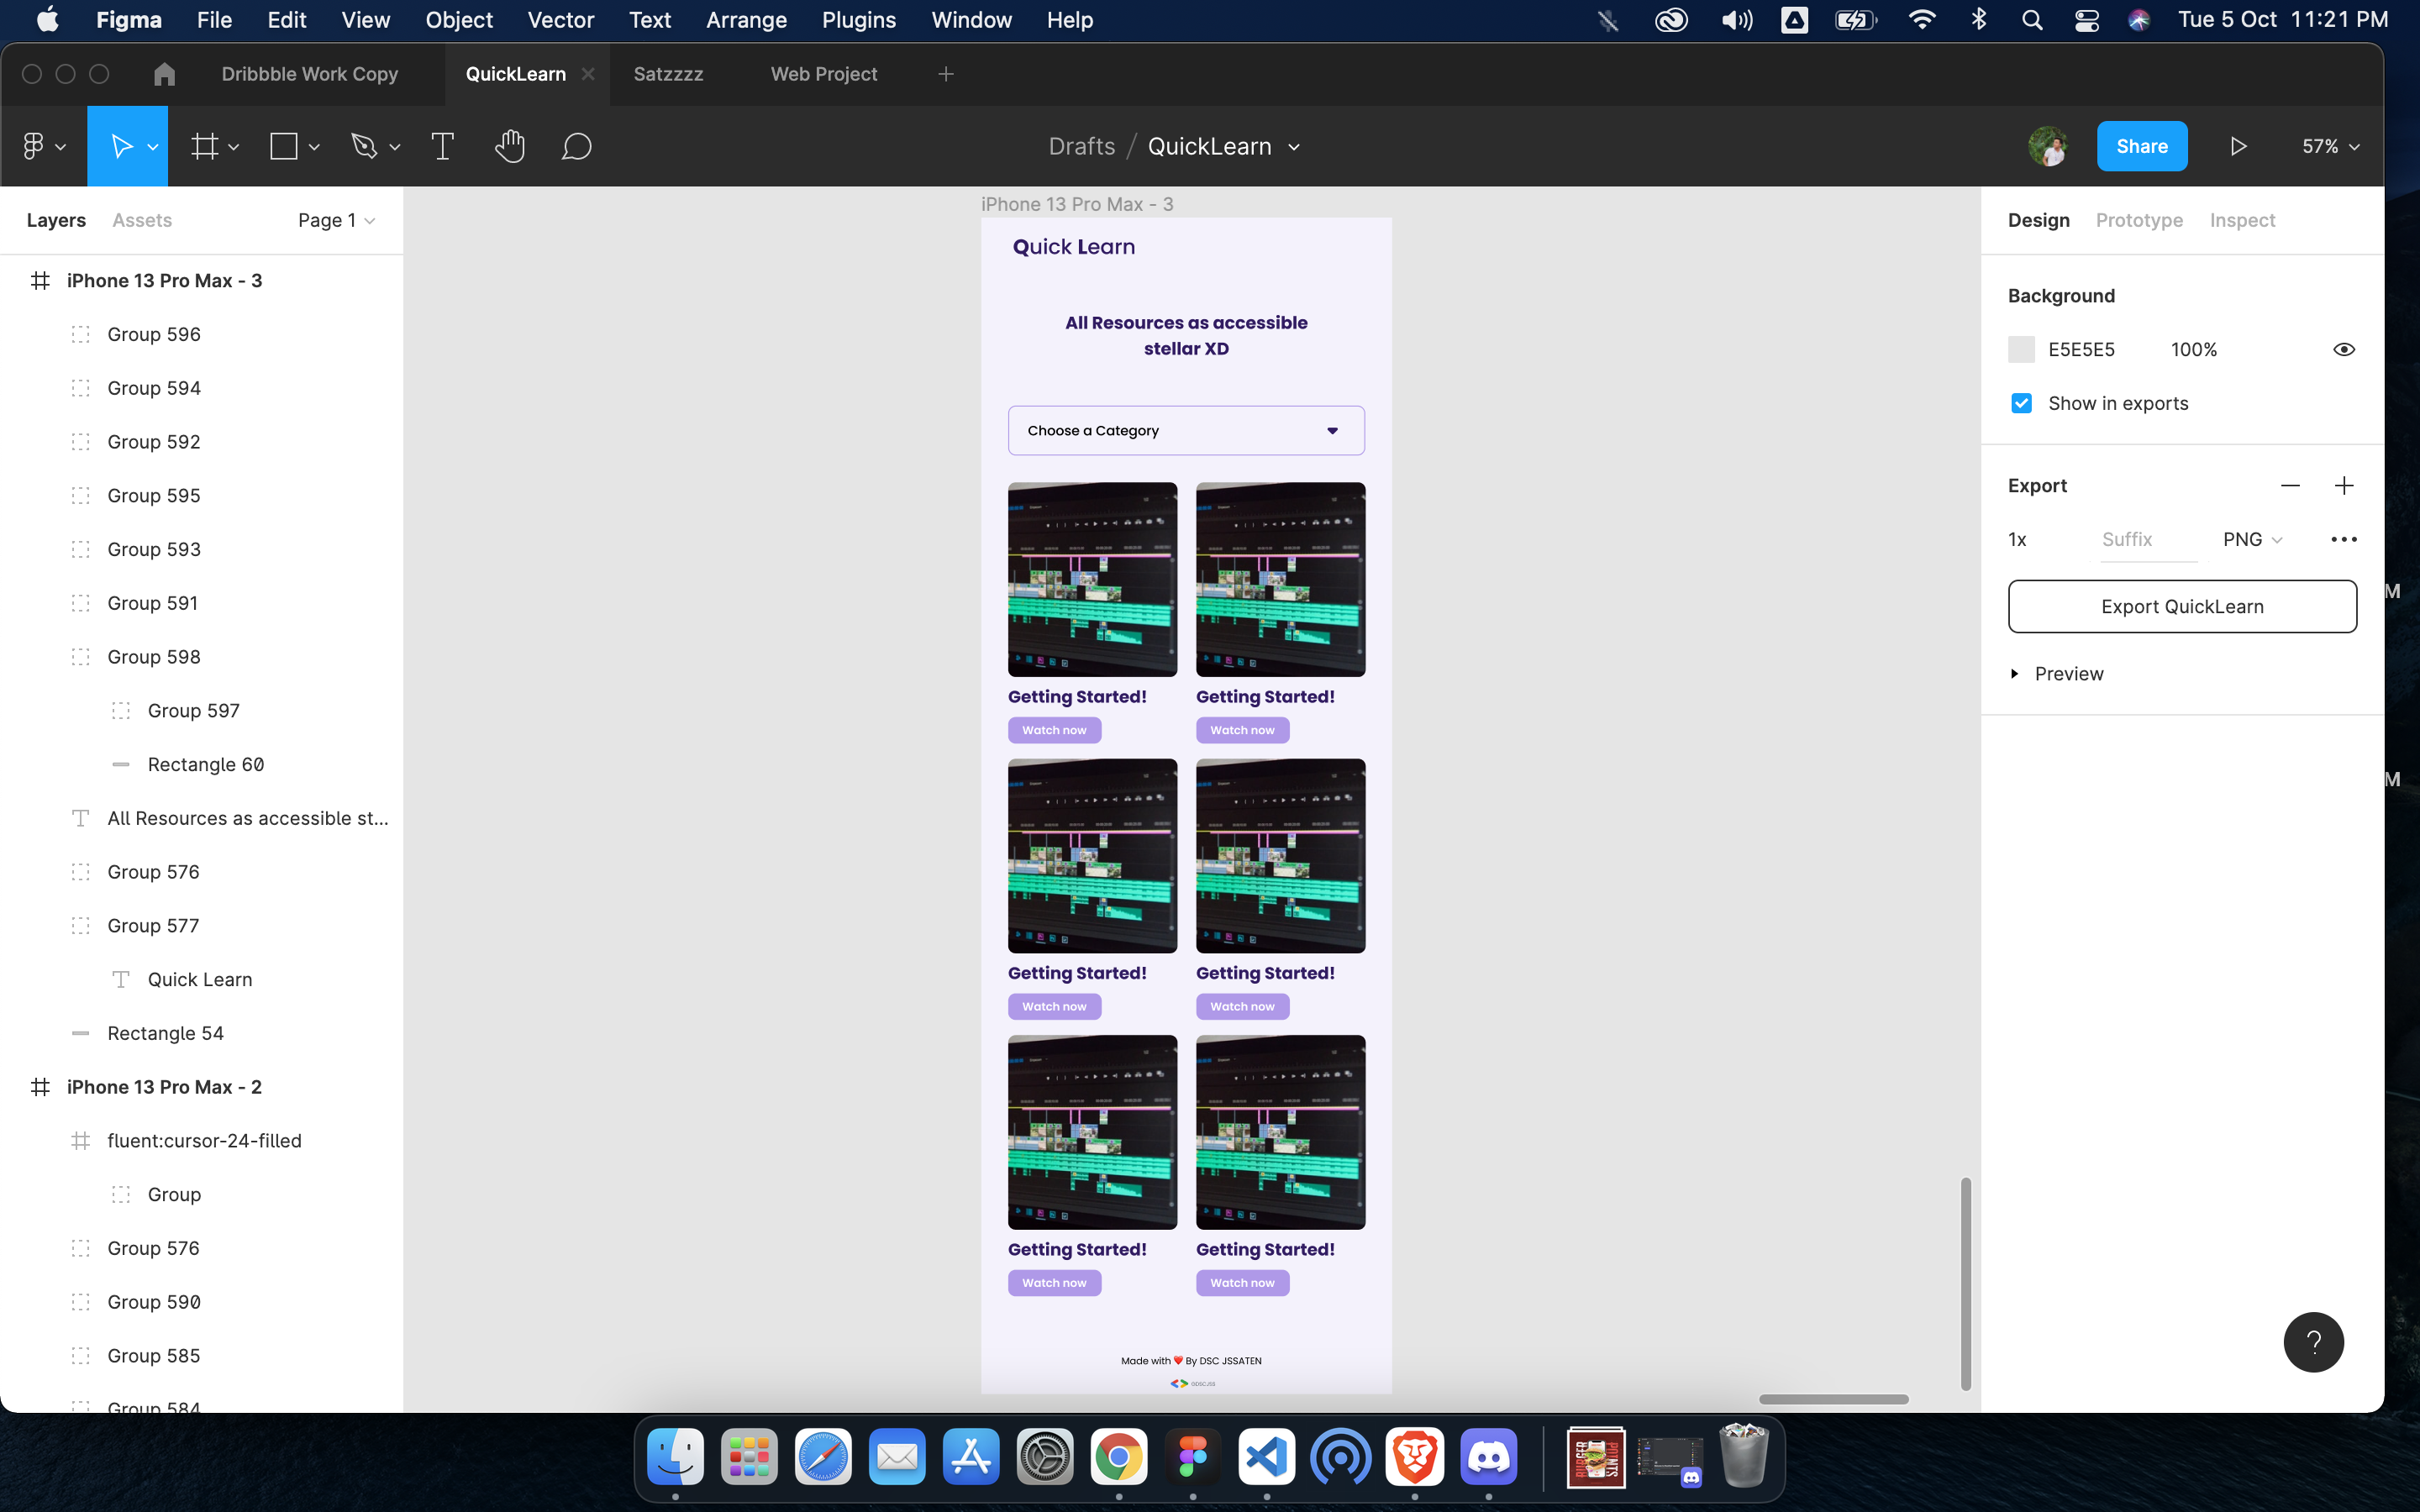 Figma File Edit View Object Vector Text Arrange Plugins Window Help
Tue 5 Oct 11:21 PM
Dribbble Work Copy
QuickLearn
Satzzzz
Web Project
Drafts / QuickLearn
Share
57%
Layers
Assets
Page 1
iPhone 13 Pro Max - 3
Group 596
Group 594
Group 592
Group 595
Group 593
Group 591
Group 598
Group 597
Rectangle 60
All Resources as accessible st...
Group 576
Group 577
Quick Learn
Rectangle 54
iPhone 13 Pro Max - 2
fluent:cursor-24-filled
Group
Group 576
Group 590
Group 585
Group 584
iPhone 13 Pro Max - 3
Quick Learn
All Resources as accessible
stellar XD
Choose a Category
Getting Started!
Getting Started!
Watch now
Watch now
Getting Started!
Getting Started!
Watch now
Watch now
Getting Started!
Getting Started!
Watch now
Watch now
Made with ❤️ By DSC JSSATEN
GDSCJSS
Design
Prototype
Inspect
Background
E5E5E5
100%
Show in exports
Export
1x
Suffix
PNG
Export QuickLearn
Preview
?
M
M
BURGER
POINTS.